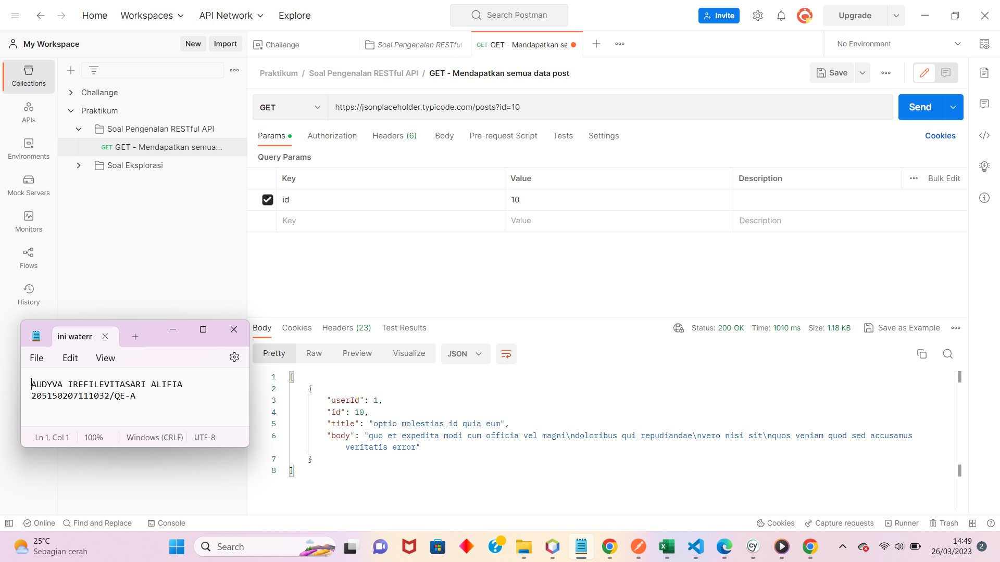 Home Workspaces API Network Explore Search Postman Invite Upgrade
My Workspace New Import Challange Soal Pengenalan RESTful GET GET - Mendapatkan se No Environment
Praktikum / Soal Pengenalan RESTful API / GET - Mendapatkan semua data post Save
Collections
APIs
Environments
Mock Servers
Monitors
Flows
History
Challange
Praktikum
Soal Pengenalan RESTful API
GET GET - Mendapatkan semua...
Soal Eksplorasi
GET https://jsonplaceholder.typicode.com/posts?id=10 Send
Params Authorization Headers (6) Body Pre-request Script Tests Settings Cookies
Query Params
Key Value Description Bulk Edit
id 10
Key Value Description
Body Cookies Headers (23) Test Results Status: 200 OK Time: 1010 ms Size: 1.18 KB Save as Example
Pretty Raw Preview Visualize JSON
1 [
2 {
3 "userId": 1,
4 "id": 10,
5 "title": "optio molestias id quia eum",
6 "body": "quo et expedita modi cum officia vel magni\ndoloribus qui repudiandae\nvero nisi sit\nquos veniam quod sed accusamus
veritatis error"
7 }
8 ]
ini watern
File Edit View
AUDYVA IREFILEVITASARI ALIFIA
205150207111032/QE-A
Ln 1, Col 1 100% Windows (CRLF) UTF-8
Online Find and Replace Console Cookies Capture requests Runner Trash
25°C
Sebagian cerah
Search
cy
14:49
26/03/2023
2